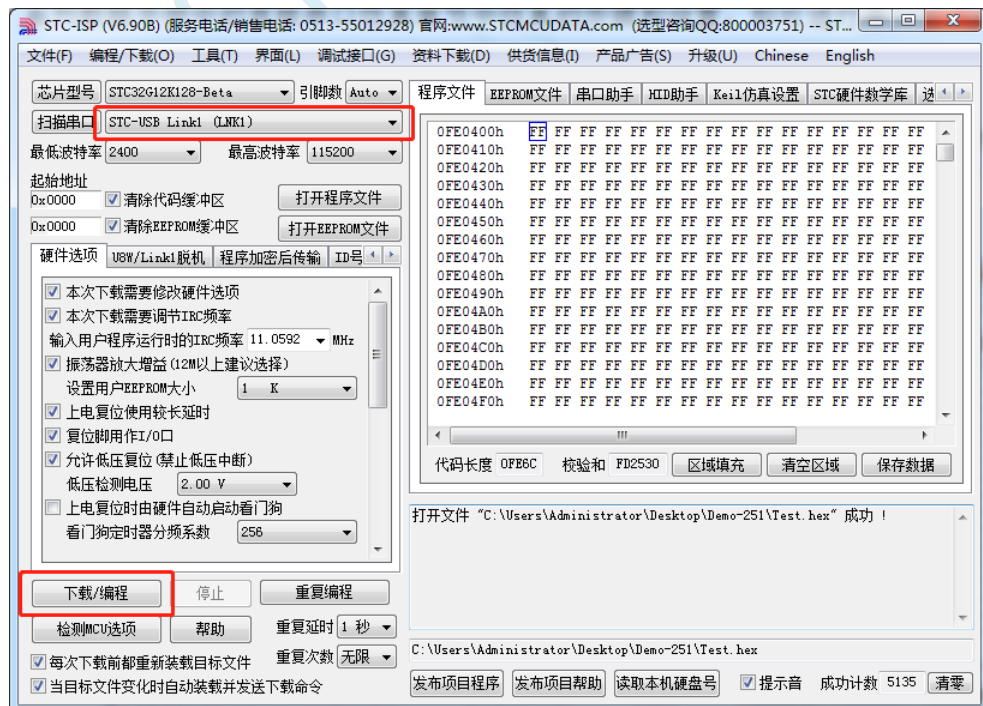 STC-ISP (V6.90B) (服务电话/销售电话: 0513-55012928) 官网:www.STCMCUDATA.com (选型咨询QQ:800003751) -- ST...
文件(F) 编程/下载(O) 工具(T) 界面(L) 调试接口(G) 资料下载(D) 供货信息(I) 产品广告(S) 升级(U) Chinese English
芯片型号 STC32G12K128-Beta 引脚数 Auto
扫描串口 STC-USB Link1 (LNK1)
最低波特率 2400 最高波特率 115200
起始地址
0x0000 清除代码缓冲区 打开程序文件
0x0000 清除EEPROM缓冲区 打开EEPROM文件
硬件选项 U8W/Link1脱机 程序加密后传输 ID号
本次下载需要修改硬件选项
本次下载需要调节IRC频率
输入用户程序运行时的IRC频率 11.0592 MHz
振荡器放大增益(12M以上建议选择)
设置用户EEPROM大小 1 K
上电复位使用较长延时
复位脚用作I/O口
允许低压复位(禁止低压中断)
低压检测电压 2.00 V
上电复位时由硬件自动启动看门狗
看门狗定时器分频系数 256
下载/编程 停止 重复编程
检测MCU选项 帮助 重复延时 1 秒
每次下载前都重新装载目标文件 重复次数 无限
当目标文件变化时自动装载并发送下载命令
程序文件 EEPROM文件 串口助手 HID助手 Keil仿真设置 STC硬件数学库 选
0FE0400h FF FF FF FF FF FF FF FF FF FF FF FF FF FF FF FF
0FE0410h FF FF FF FF FF FF FF FF FF FF FF FF FF FF FF FF
0FE0420h FF FF FF FF FF FF FF FF FF FF FF FF FF FF FF FF
0FE0430h FF FF FF FF FF FF FF FF FF FF FF FF FF FF FF FF
0FE0440h FF FF FF FF FF FF FF FF FF FF FF FF FF FF FF FF
0FE0450h FF FF FF FF FF FF FF FF FF FF FF FF FF FF FF FF
0FE0460h FF FF FF FF FF FF FF FF FF FF FF FF FF FF FF FF
0FE0470h FF FF FF FF FF FF FF FF FF FF FF FF FF FF FF FF
0FE0480h FF FF FF FF FF FF FF FF FF FF FF FF FF FF FF FF
0FE0490h FF FF FF FF FF FF FF FF FF FF FF FF FF FF FF FF
0FE04A0h FF FF FF FF FF FF FF FF FF FF FF FF FF FF FF FF
0FE04B0h FF FF FF FF FF FF FF FF FF FF FF FF FF FF FF FF
0FE04C0h FF FF FF FF FF FF FF FF FF FF FF FF FF FF FF FF
0FE04D0h FF FF FF FF FF FF FF FF FF FF FF FF FF FF FF FF
0FE04E0h FF FF FF FF FF FF FF FF FF FF FF FF FF FF FF FF
0FE04F0h FF FF FF FF FF FF FF FF FF FF FF FF FF FF FF FF
代码长度 0FE6C 校验和 FD2530 区域填充 清空区域 保存数据
打开文件 “C:\Users\Administrator\Desktop\Demo-251\Test.hex” 成功 !
C:\Users\Administrator\Desktop\Demo-251\Test.hex
发布项目程序 发布项目帮助 读取本机硬盘号 提示音 成功计数 5135 清零